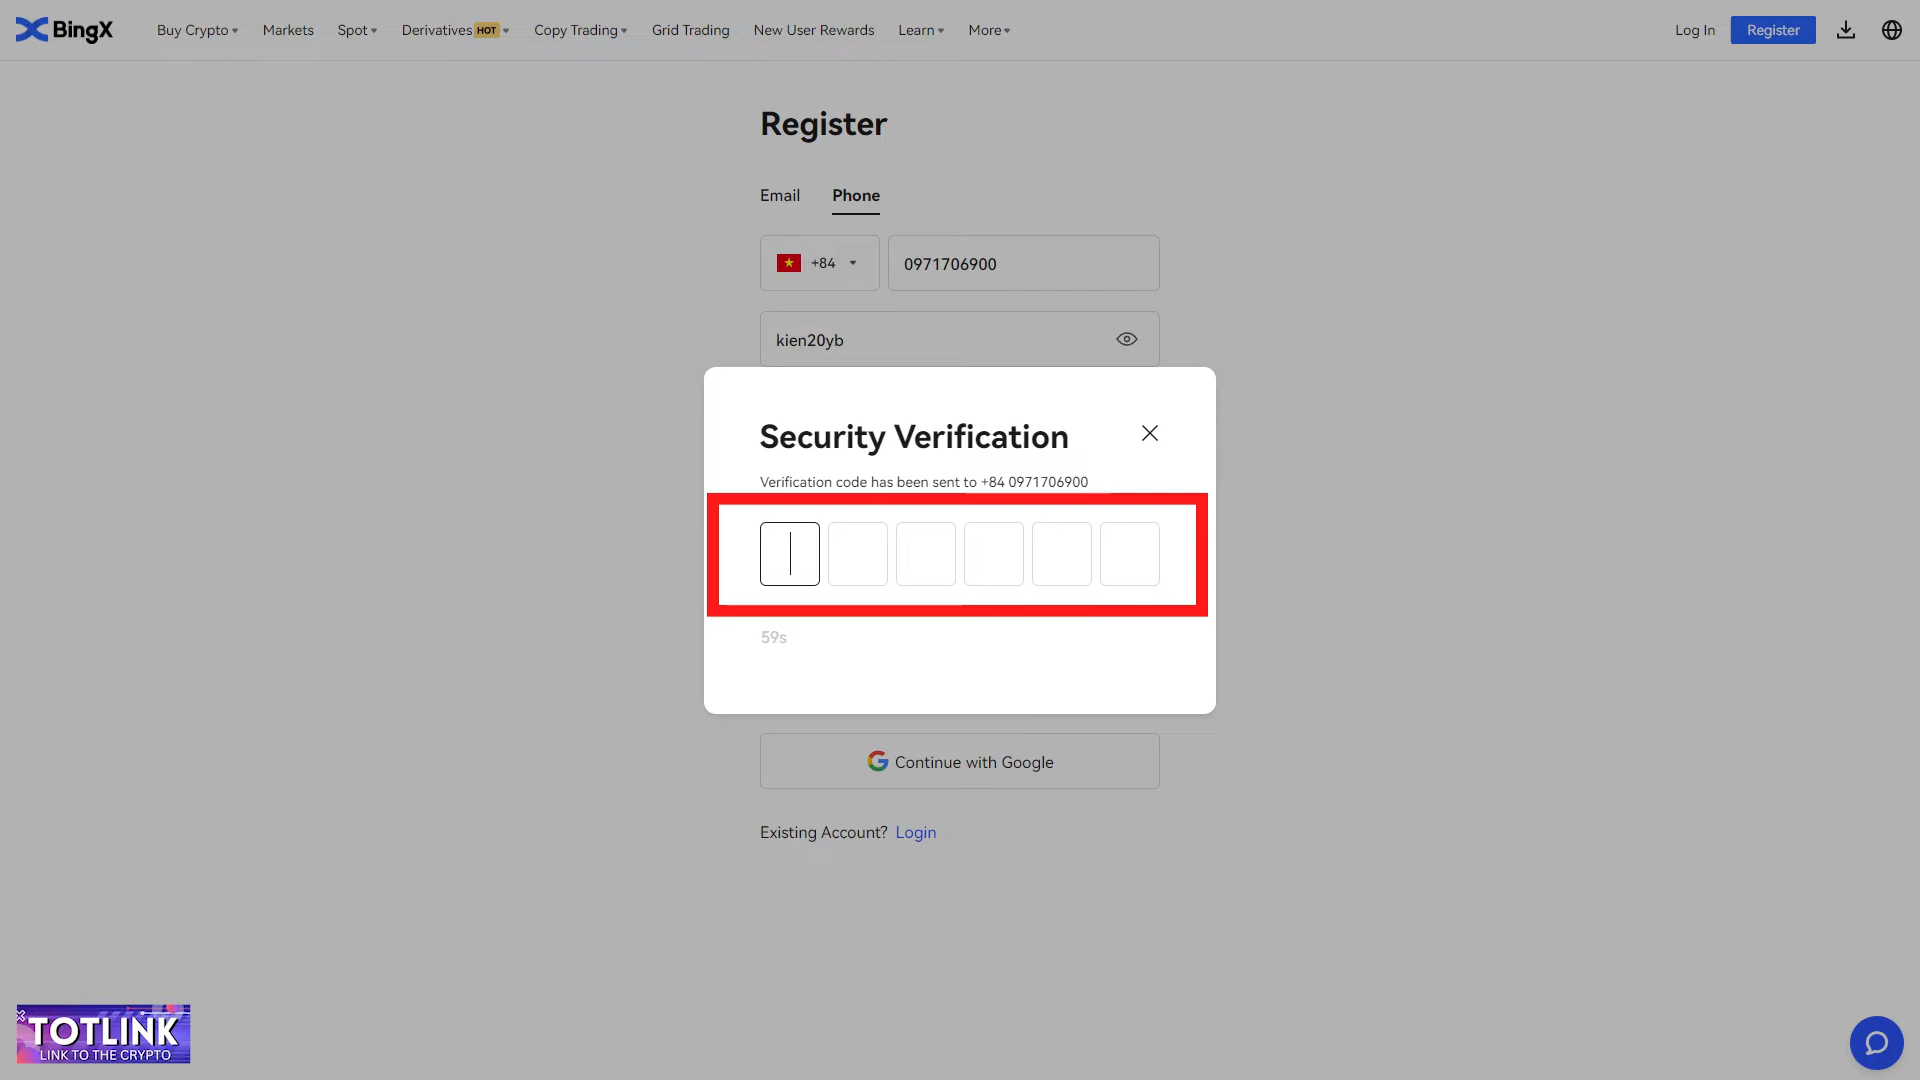 BingX
Buy Crypto Markets Spot Derivatives HOT Copy Trading Grid Trading New User Rewards Learn More Log In Register
Register
Email Phone
+84 0971706900
kien20yb
Security Verification
Verification code has been sent to +84 0971706900
59s
Continue with Google
Existing Account? Login
TOTLINK
LINK TO THE CRYPTO